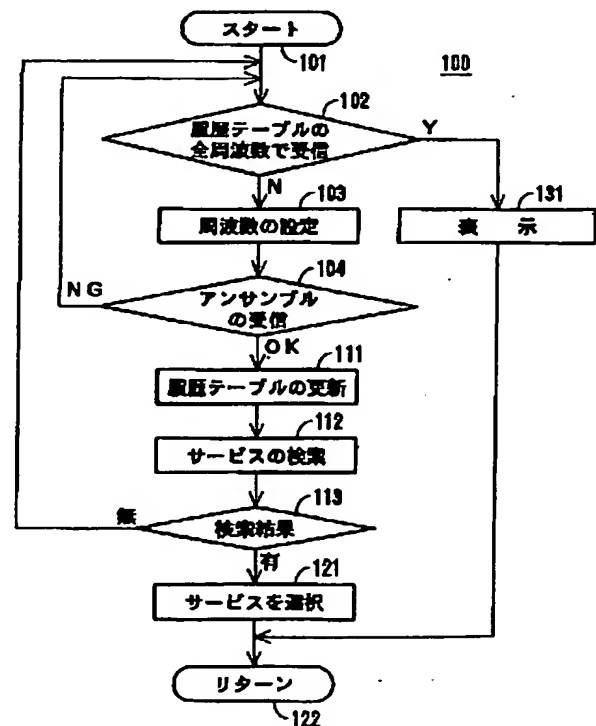 スタート
101
100
102
履歴テーブルの
全周波数で受信
Y
N
103
周波数の設定
131
表 示
104
NG
アンサンブル
の受信
OK
111
履歴テーブルの更新
112
サービスの検索
113
無
検索結果
有
121
サービスを選択
リターン
122